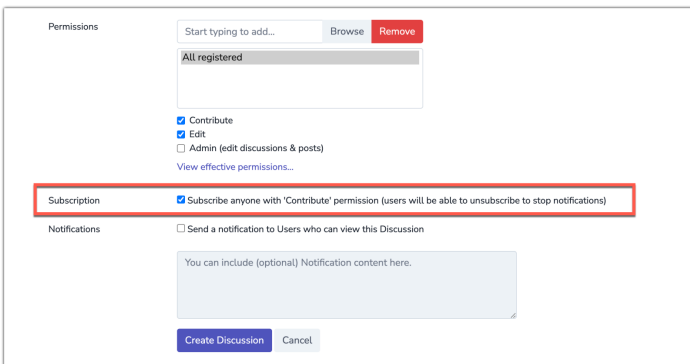 Permissions
Start typing to add... Browse Remove
All registered
Contribute
Edit
Admin (edit discussions & posts)
View effective permissions...
Subscription Subscribe anyone with 'Contribute' permission (users will be able to unsubscribe to stop notifications)
Notifications Send a notification to Users who can view this Discussion
You can include (optional) Notification content here.
Create Discussion Cancel